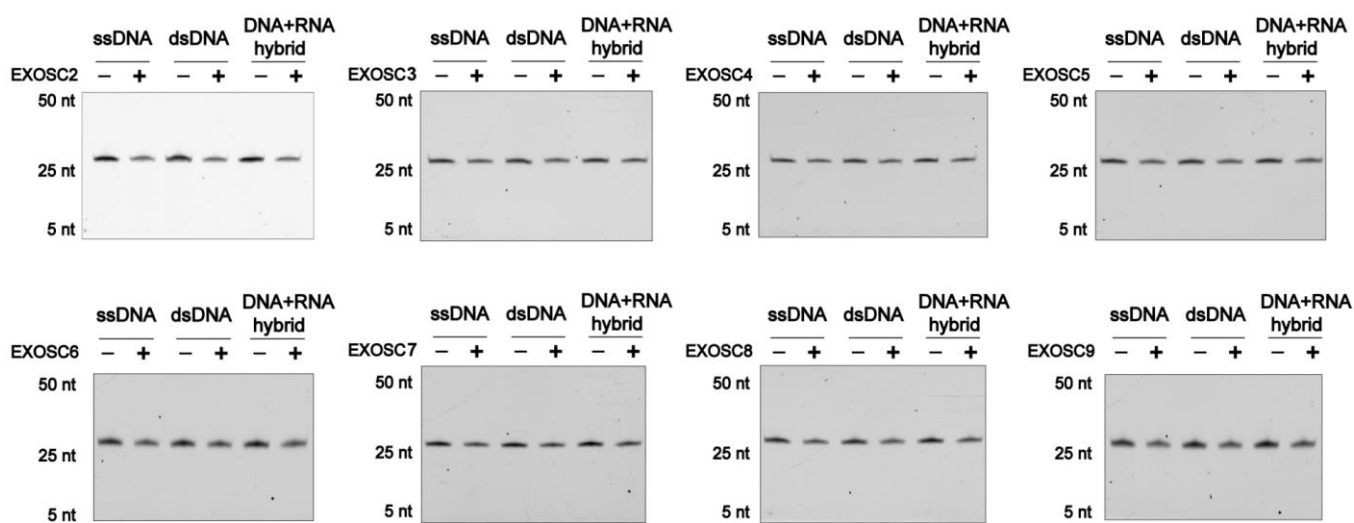 ssDNA dsDNA DNA+RNA hybrid
EXOSC2 – + – + – +
50 nt
25 nt
5 nt
ssDNA dsDNA DNA+RNA hybrid
EXOSC3 – + – + – +
50 nt
25 nt
5 nt
ssDNA dsDNA DNA+RNA hybrid
EXOSC4 – + – + – +
50 nt
25 nt
5 nt
ssDNA dsDNA DNA+RNA hybrid
EXOSC5 – + – + – +
50 nt
25 nt
5 nt
ssDNA dsDNA DNA+RNA hybrid
EXOSC6 – + – + – +
50 nt
25 nt
5 nt
ssDNA dsDNA DNA+RNA hybrid
EXOSC7 – + – + – +
50 nt
25 nt
5 nt
ssDNA dsDNA DNA+RNA hybrid
EXOSC8 – + – + – +
50 nt
25 nt
5 nt
ssDNA dsDNA DNA+RNA hybrid
EXOSC9 – + – + – +
50 nt
25 nt
5 nt